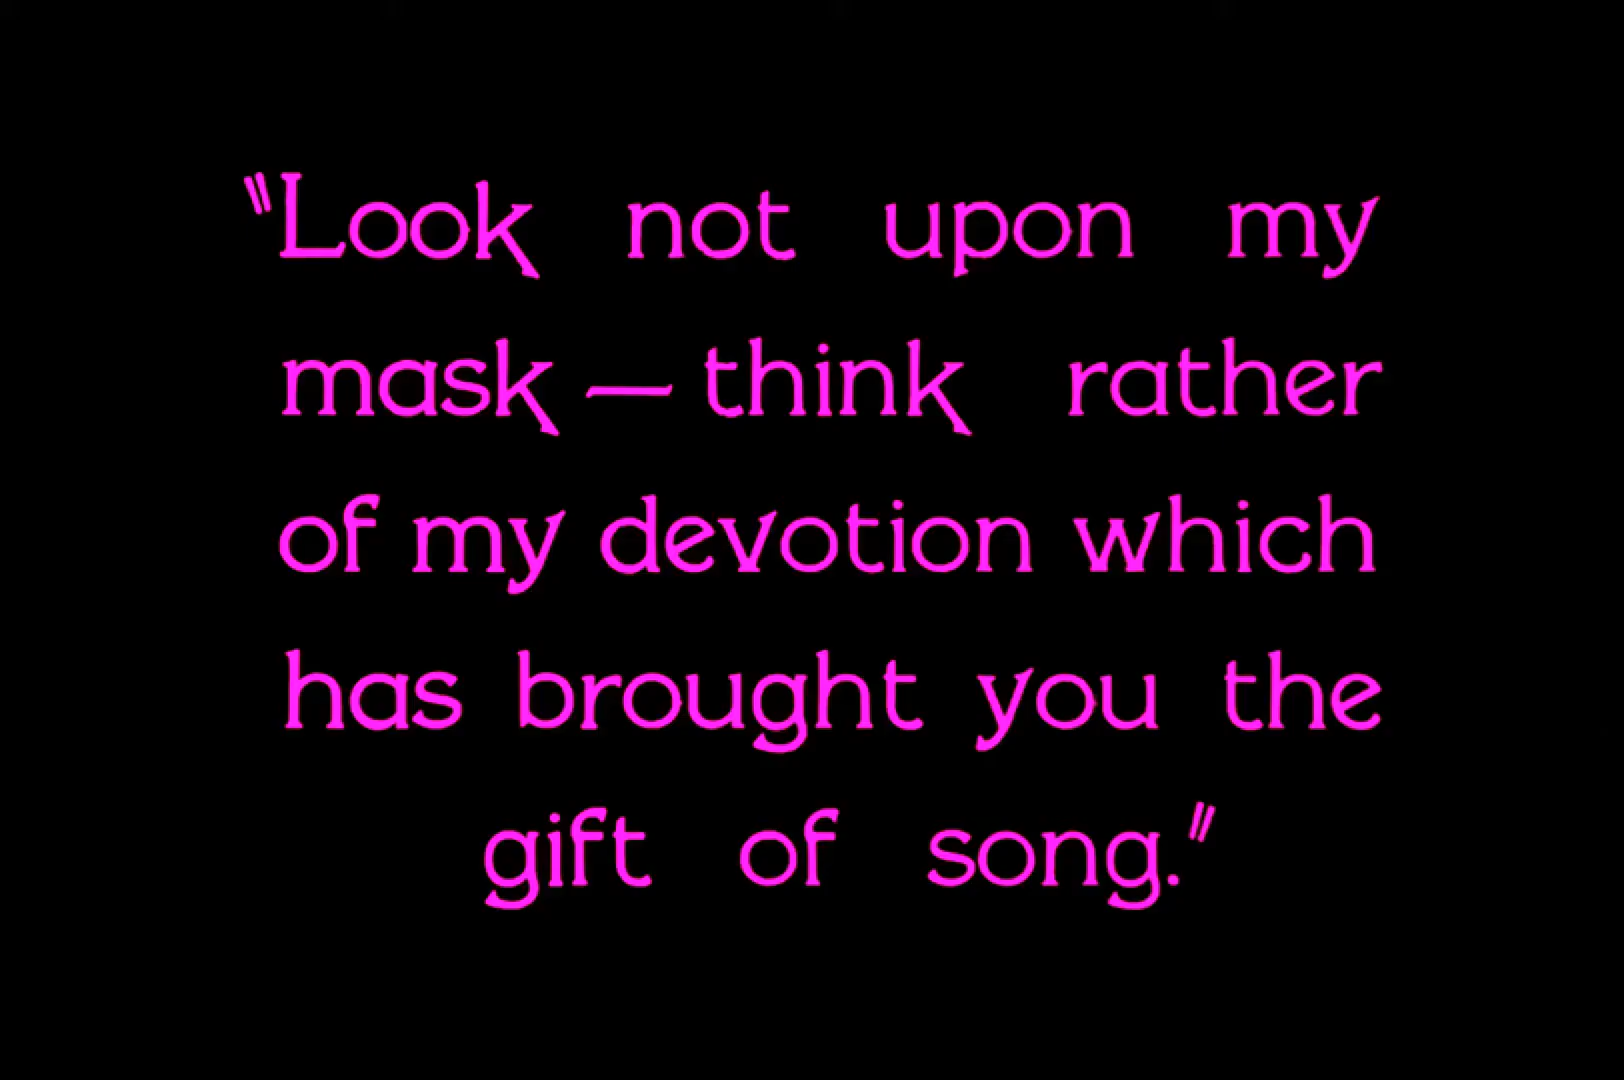 "Look not upon my
mask — think rather
of my devotion which
has brought you the
gift of song."